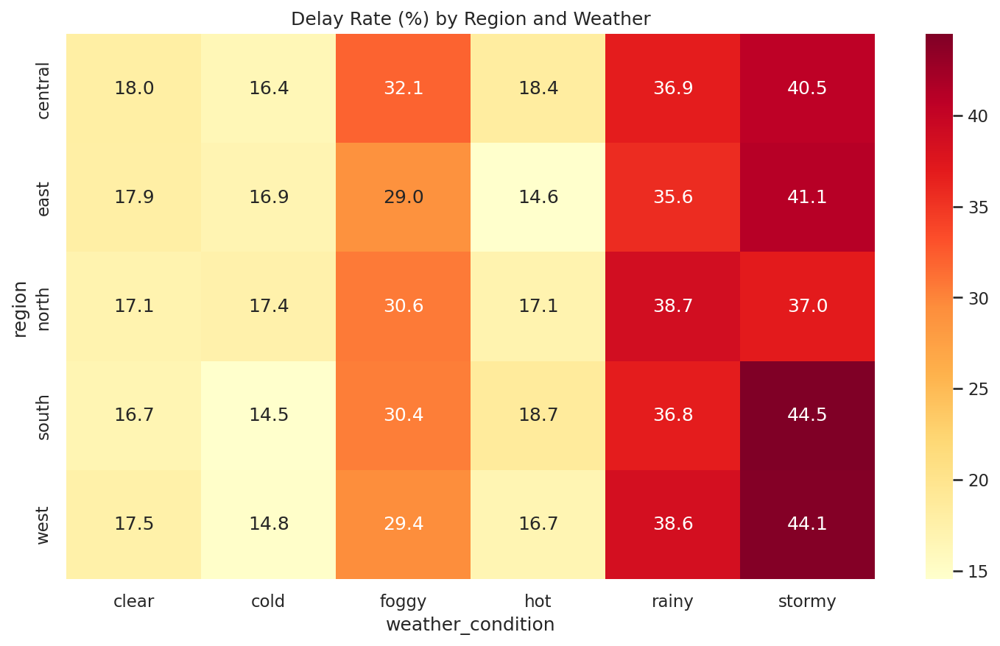 Delay Rate (%) by Region and Weather
central 18.0 16.4 32.1 18.4 36.9 40.5
east 17.9 16.9 29.0 14.6 35.6 41.1
north 17.1 17.4 30.6 17.1 38.7 37.0
south 16.7 14.5 30.4 18.7 36.8 44.5
west 17.5 14.8 29.4 16.7 38.6 44.1
region
clear cold foggy hot rainy stormy
weather_condition
40
35
30
25
20
15